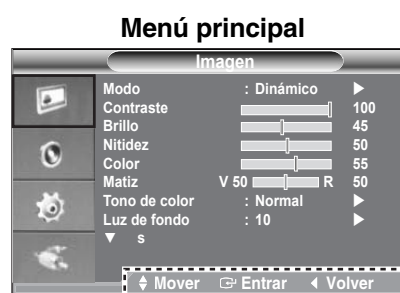 Menú principal
Imagen
Modo : Dinámico ▶
Contraste 100
Brillo 45
Nitidez 50
Color 55
Matiz V 50 R 50
Tono de color : Normal ▶
Luz de fondo : 10 ▶
▼ s
Mover Entrar Volver